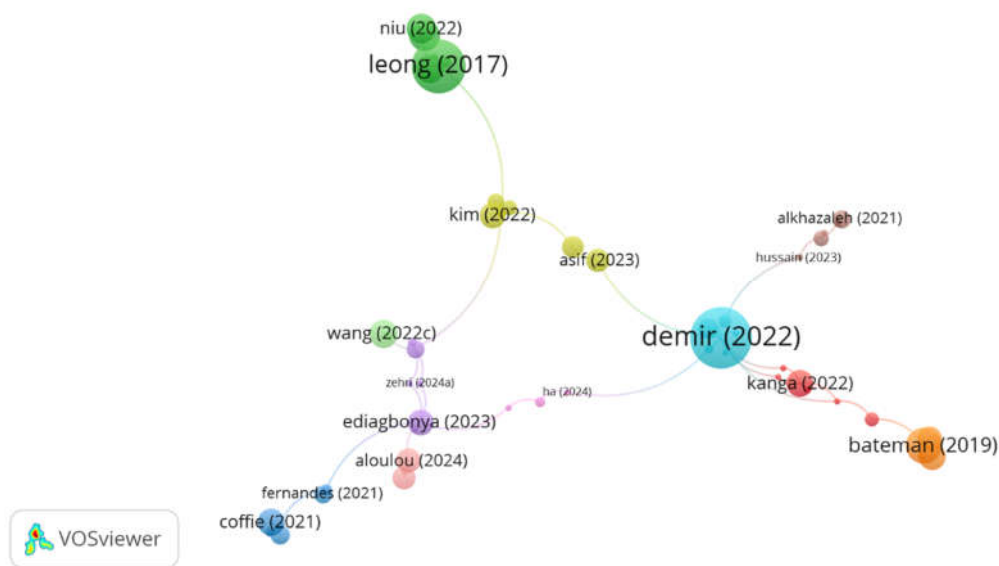 niu (2022)
leong (2017)
kim (2022)
alkhazaleh (2021)
asif (2023)
hussain (2023)
wang (2022c)
demir (2022)
zehri (2024a)
kanga (2022)
ha (2024)
ediagbonya (2023)
bateman (2019)
aloulou (2024)
fernandes (2021)
coffie (2021)
VOSviewer